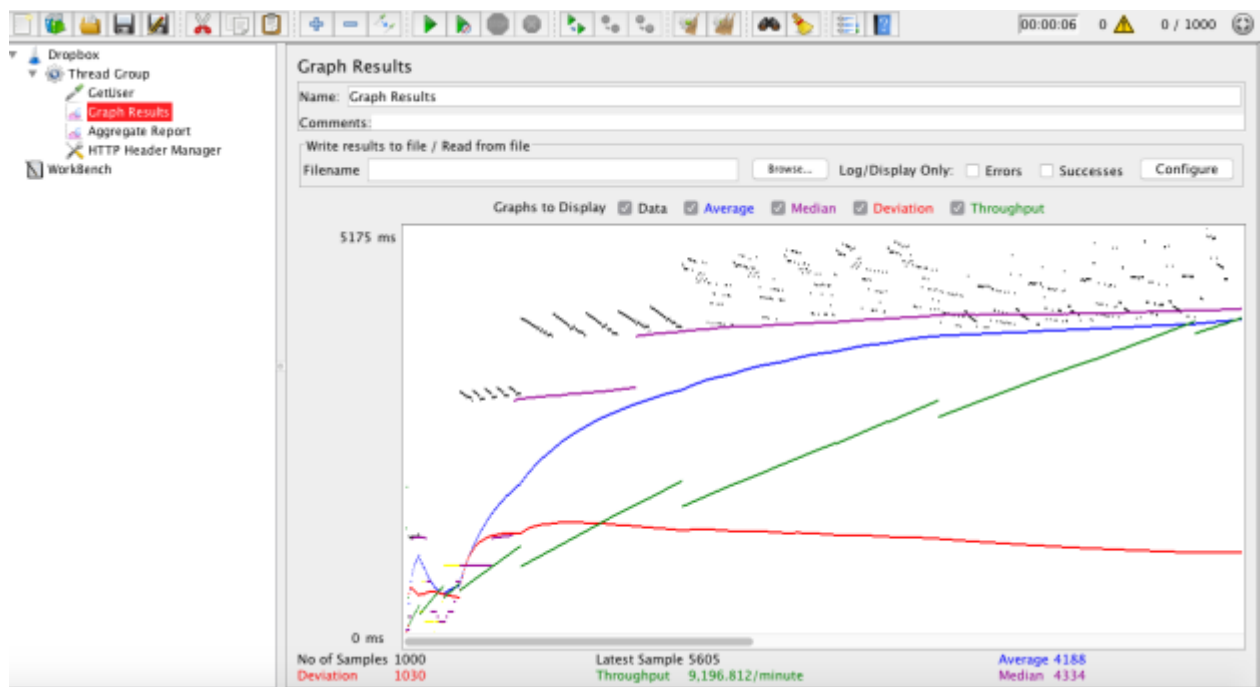 00:00:06 0 0 / 1000
Dropbox
Thread Group
GetUser
Graph Results
Aggregate Report
HTTP Header Manager
WorkBench
Graph Results
Name: Graph Results
Comments:
Write results to file / Read from file
Filename Browse... Log/Display Only: Errors Successes Configure
Graphs to Display Data Average Median Deviation Throughput
5175 ms
0 ms
No of Samples 1000 Latest Sample 5605 Average 4188
Deviation 1030 Throughput 9,196.812/minute Median 4334